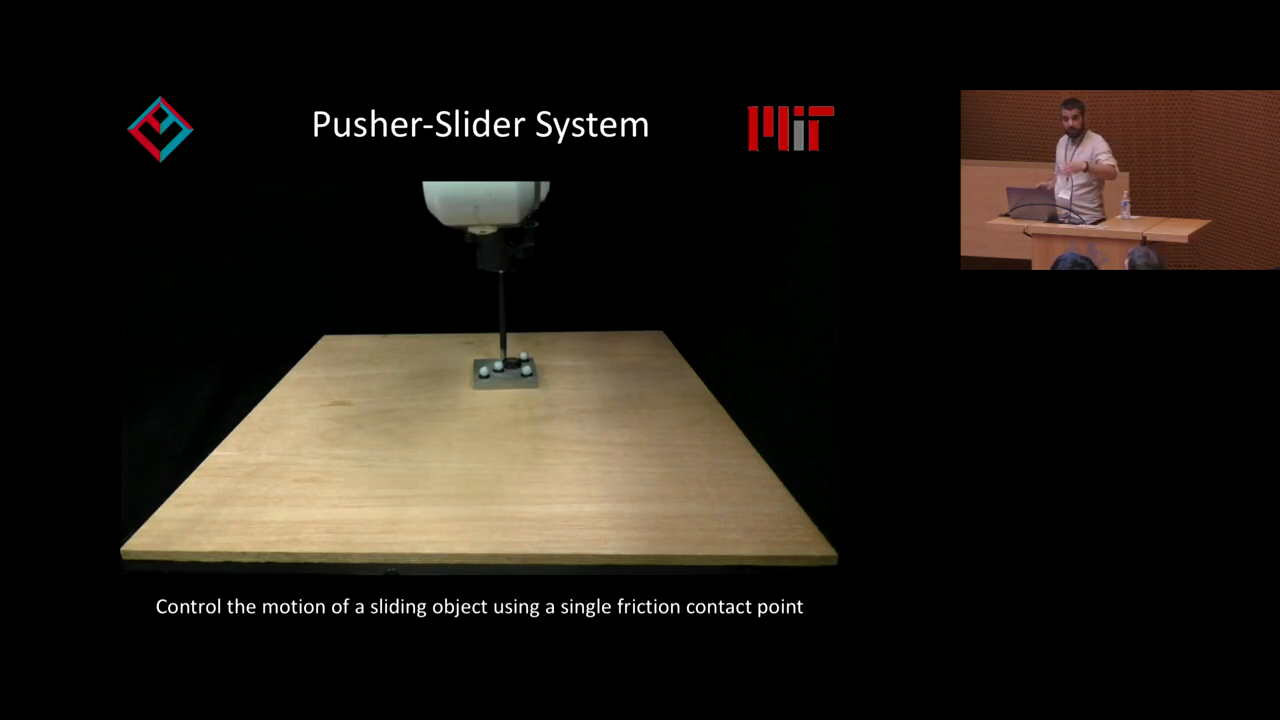 Pusher-Slider System
MIT
Control the motion of a sliding object using a single friction contact point